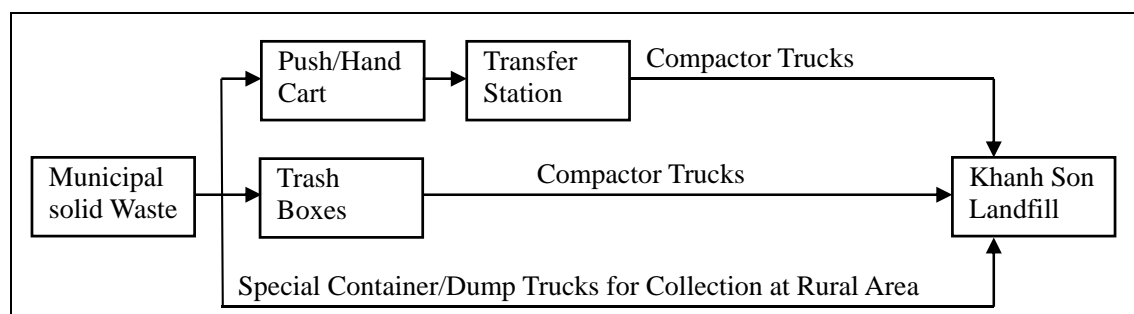 Push/Hand
Cart
Transfer
Station
Compactor Trucks
Municipal
solid Waste
Trash
Boxes
Compactor Trucks
Khanh Son
Landfill
Special Container/Dump Trucks for Collection at Rural Area